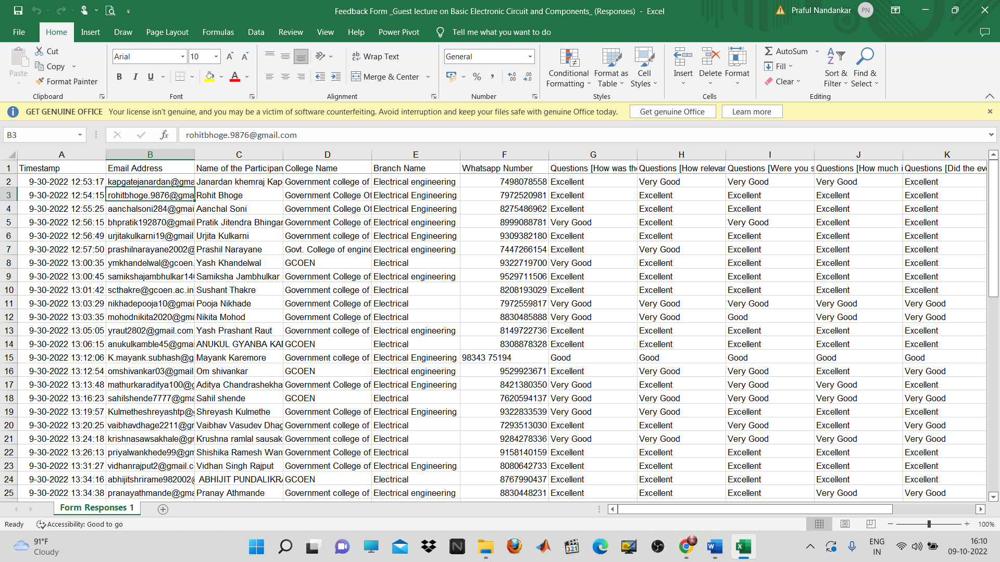 Feedback Form _Guest lecture on Basic Electronic Circuit and Components_ (Responses) - Excel
Praful Nandankar PN
File Home Insert Draw Page Layout Formulas Data Review View Help Power Pivot Tell me what you want to do
Paste Cut Copy Format Painter Clipboard
Arial 10 B I U A Font
Wrap Text Merge & Center Alignment
General % Number
Conditional Formatting Format as Table Cell Styles Styles
Insert Delete Format Cells
AutoSum Fill Clear Sort & Filter Find & Select Editing
GET GENUINE OFFICE Your license isn't genuine, and you may be a victim of software counterfeiting. Avoid interruption and keep your files safe with genuine Office today. Get genuine Office Learn more
B3 fx rohitbhoge.9876@gmail.com
A B C D E F G H I J K
1 Timestamp Email Address Name of the Participan College Name Branch Name Whatsapp Number Questions [How was the Questions [How relevan Questions [Were you s Questions [How much i Questions [Did the eve
2 9-30-2022 12:53:17 kapgatejanardan@gma Janardan khemraj Kap Government college of Electrical engineering 7498078558 Excellent Very Good Very Good Very Good Excellent
3 9-30-2022 12:54:15 rohitbhoge.9876@gma Rohit Bhoge Government College Of Electrical Engineering 7972520981 Excellent Excellent Excellent Excellent Excellent
4 9-30-2022 12:55:25 aanchalsoni284@gmai Aanchal Soni Government College Of Electrical Engineering 8275486962 Excellent Excellent Excellent Excellent Excellent
5 9-30-2022 12:56:15 bhpratik192870@gmail Pratik Jitendra Bhingar Government College of Electrical engineering 8999088781 Very Good Excellent Very Good Excellent Excellent
6 9-30-2022 12:56:49 urjitakulkarni19@gmail. Urjita Kulkarni Government college of Electrical Engineering 9309382180 Excellent Excellent Excellent Excellent Excellent
7 9-30-2022 12:57:50 prashilnarayane2002@ Prashil Narayane Govt. College of engine Electrical engineering 7447266154 Excellent Very Good Excellent Excellent Excellent
8 9-30-2022 13:00:35 ymkhandelwal@gcoen. Yash Khandelwal GCOEN Electrical 9322719700 Very Good Excellent Excellent Excellent Excellent
9 9-30-2022 13:00:45 samikshajambhulkar14 Samiksha Jambhulkar Government College of Electrical engineering 9529711506 Excellent Excellent Excellent Excellent Excellent
10 9-30-2022 13:01:42 scthakre@gcoen.ac.in Sushant Thakre Government college of Electrical 8208193029 Excellent Excellent Excellent Excellent Excellent
11 9-30-2022 13:03:29 nikhadepooja10@gmai Pooja Nikhade Government College of Electrical 7972559817 Very Good Very Good Very Good Very Good Very Good
12 9-30-2022 13:03:35 mohodnikita2020@gma Nikita Mohod Government College of Electrical 8830485888 Very Good Very Good Good Very Good Very Good
13 9-30-2022 13:05:05 yraut2802@gmail.com Yash Prashant Raut Government college of Electrical engineering 8149722736 Excellent Excellent Excellent Excellent Excellent
14 9-30-2022 13:06:15 anukulkamble45@gmai ANUKUL GYANBA KAM GCOEN Electrical 8308878328 Excellent Excellent Excellent Excellent Excellent
15 9-30-2022 13:12:06 K.mayank.subhash@g Mayank Karemore Government college of Electrical Engineering 98343 75194 Good Good Good Good Good
16 9-30-2022 13:12:54 omshivankar03@gmail. Om shivankar GCOEN Electrical engineering 9529923671 Excellent Very Good Very Good Excellent Very Good
17 9-30-2022 13:13:48 mathurkaraditya100@g Aditya Chandrashekha Government College of Electrical Engineering 8421380350 Very Good Excellent Very Good Very Good Excellent
18 9-30-2022 13:16:23 sahilshende7777@gma Sahil shende GCOEN Electrical 7620594137 Very Good Very Good Very Good Very Good Very Good
19 9-30-2022 13:19:57 Kulmetheshreyashtp@g Shreyash Kulmethe Government College of Electrical Engineering 9322833539 Very Good Very Good Excellent Excellent Excellent
20 9-30-2022 13:20:25 vaibhavdhage2211@gm Vaibhav Vasudev Dhag Government college of Electrical 7293513030 Excellent Excellent Very Good Excellent Very Good
21 9-30-2022 13:24:18 krishnasawsakhale@gm Krushna ramlal sausak Government college of Electrical 9284278336 Very Good Very Good Very Good Very Good Very Good
22 9-30-2022 13:26:13 priyalwankhede99@gm Shishika Ramesh Wan Government college of Electrical 9158140159 Excellent Excellent Excellent Excellent Excellent
23 9-30-2022 13:31:27 vidhanrajput2@gmail.c Vidhan Singh Rajput Government College of Electrical Engineering 8080642733 Excellent Excellent Excellent Excellent Excellent
24 9-30-2022 13:34:16 abhijitshrirame982002@ ABHIJIT PUNDALIKRA GCOEN Electrical 8767990437 Excellent Excellent Excellent Excellent Excellent
25 9-30-2022 13:34:38 pranayathmande@gma Pranay Athmande Government college of Electrical engineering 8830448231 Excellent Excellent Excellent Very Good Very Good
Form Responses 1
Ready Accessibility: Good to go 100%
91°F
Cloudy
ENG
IN
16:10
09-10-2022